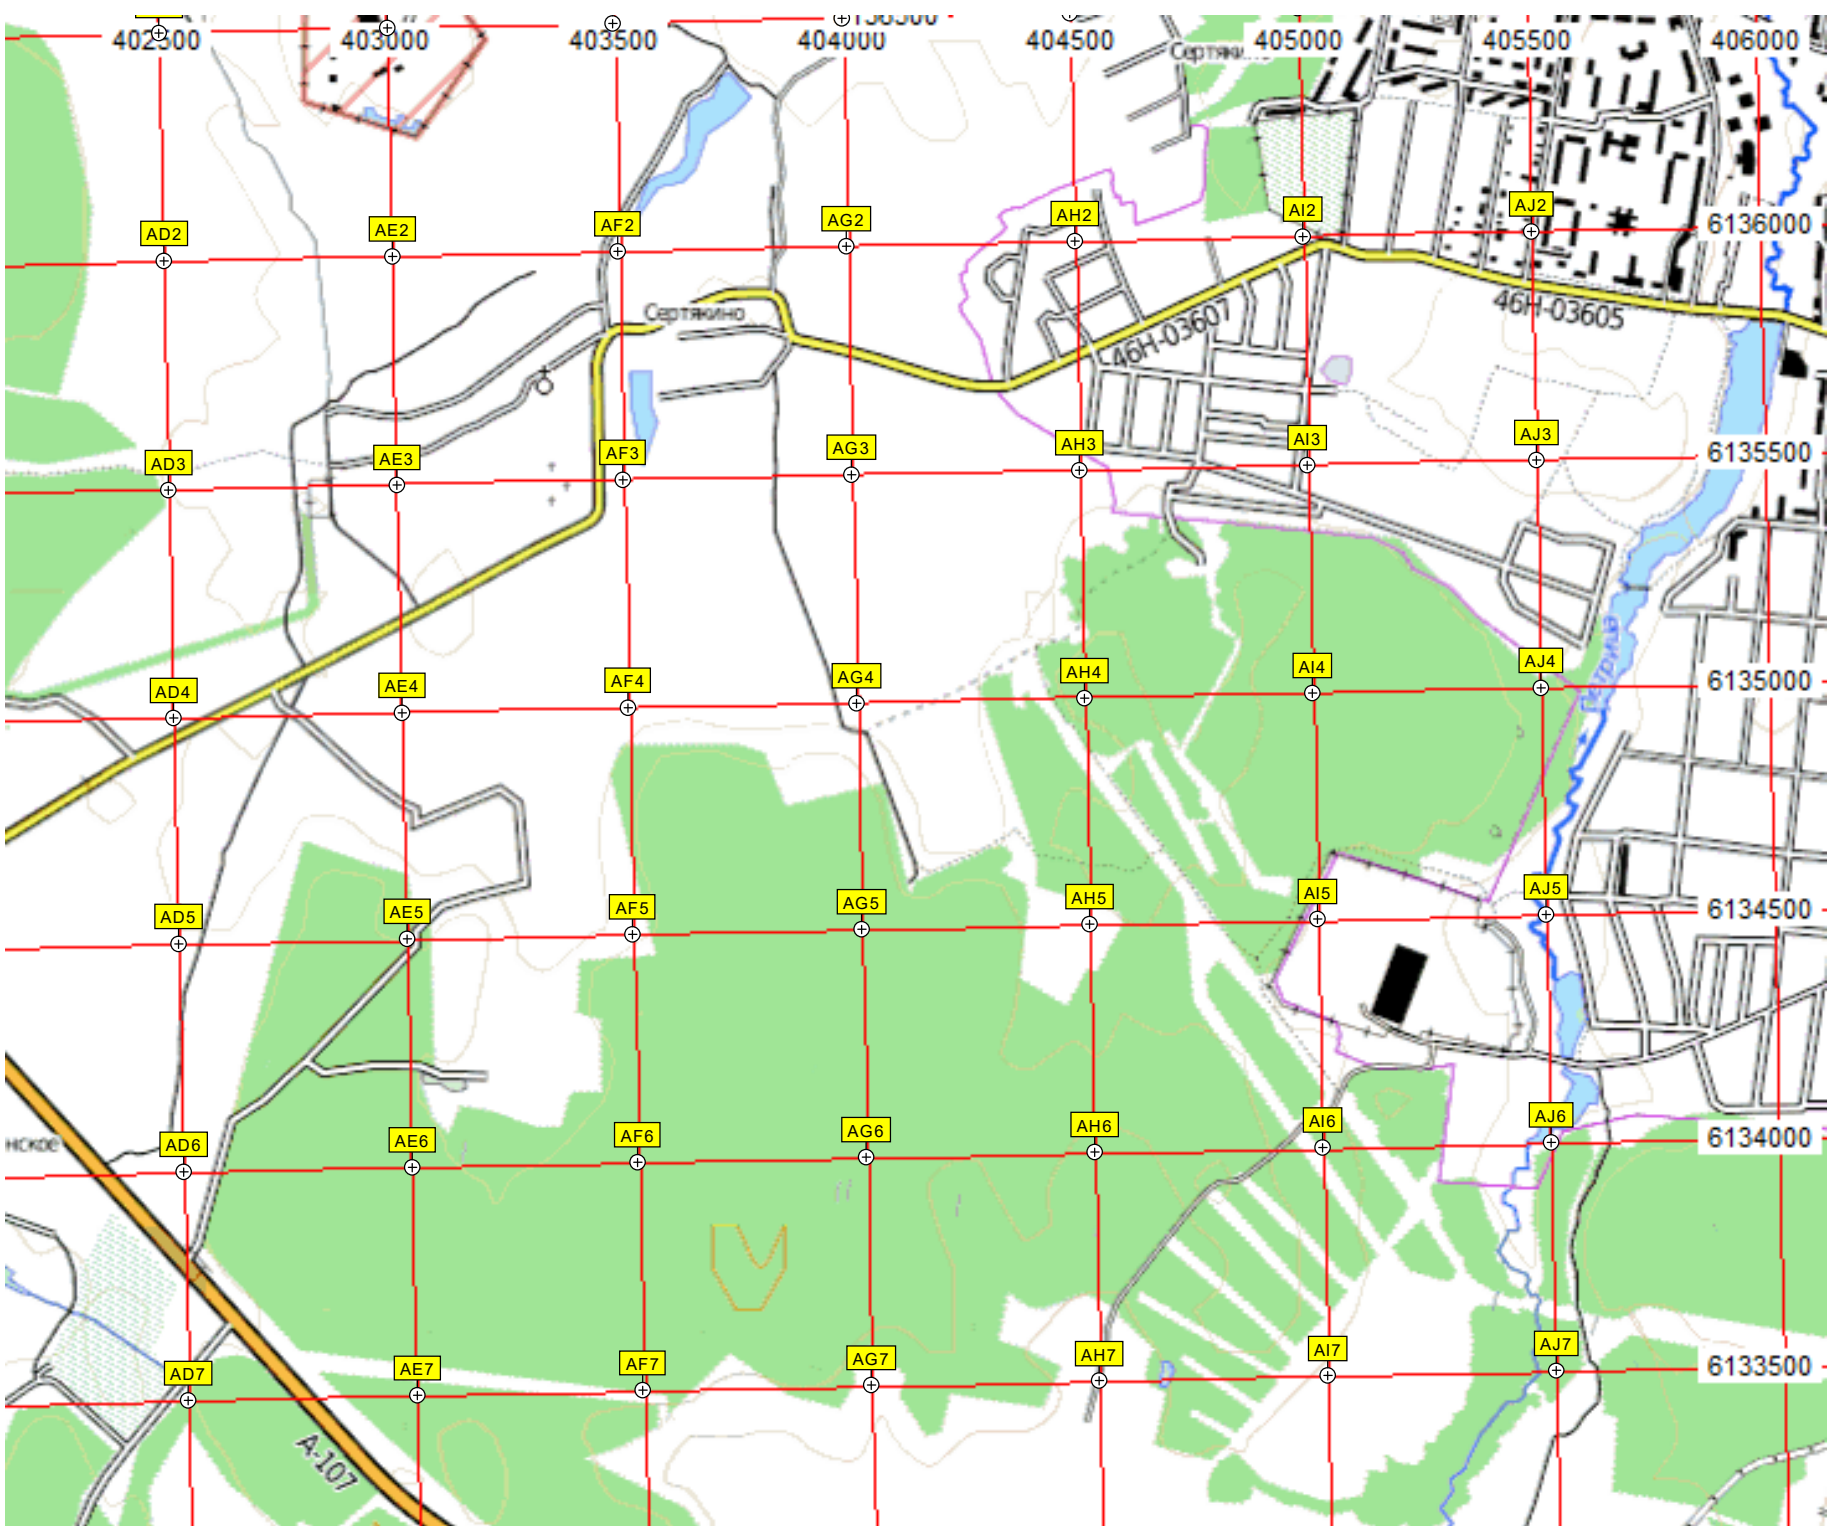 402500 403000 403500 404000 404500 405000 405500 406000
Сертякино
AD2 AE2 AF2 AG2 AH2 AI2 AJ2 6136000
Сертякино
46Н-03607
46Н-03605
AD3 AE3 AF3 AG3 AH3 AI3 AJ3 6135500
Петрица
AD4 AE4 AF4 AG4 AH4 AI4 AJ4 6135000
AD5 AE5 AF5 AG5 AH5 AI5 AJ5 6134500
нское
AD6 AE6 AF6 AG6 AH6 AI6 AJ6 6134000
AD7 AE7 AF7 AG7 AH7 AI7 AJ7 6133500
А-107